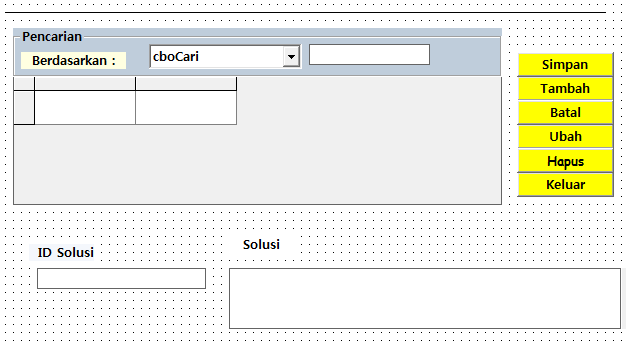 Pencarian
Berdasarkan :
cboCari
Simpan
Tambah
Batal
Ubah
Hapus
Keluar
ID Solusi
Solusi